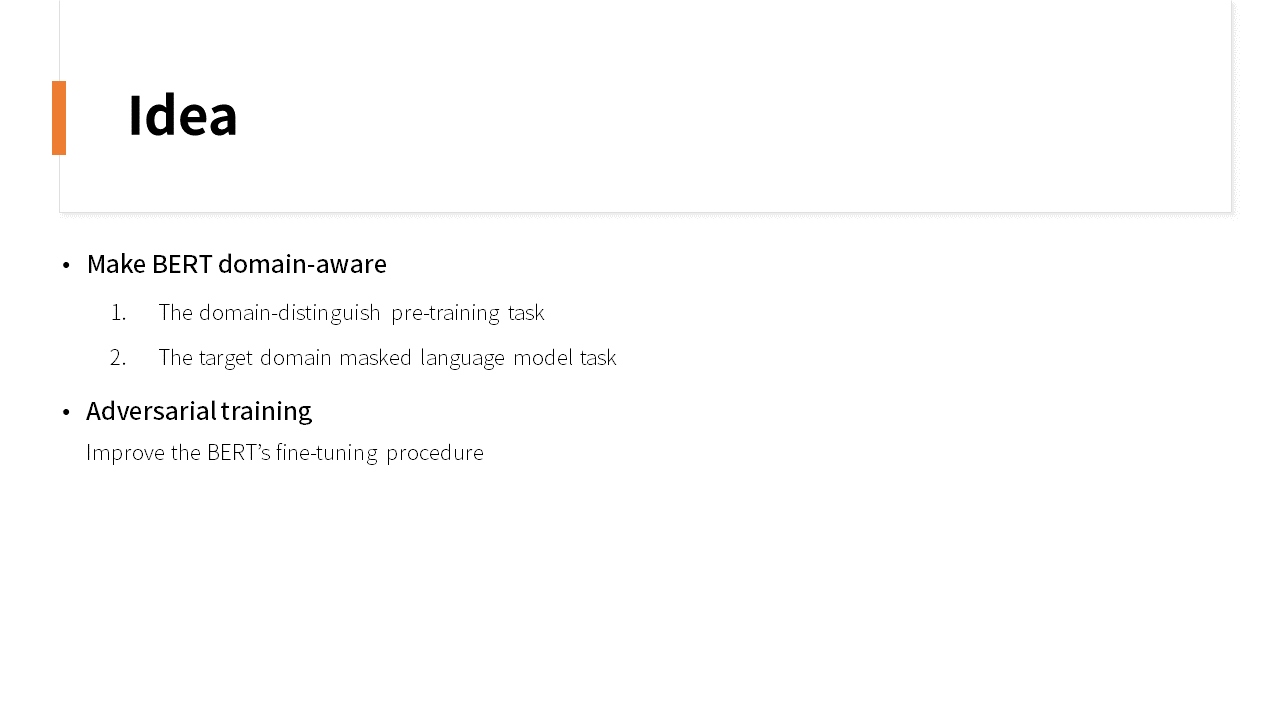 Idea
• Make BERT domain-aware
1. The domain-distinguish pre-training task
2. The target domain masked language model task
• Adversarial training
Improve the BERT’s fine-tuning procedure